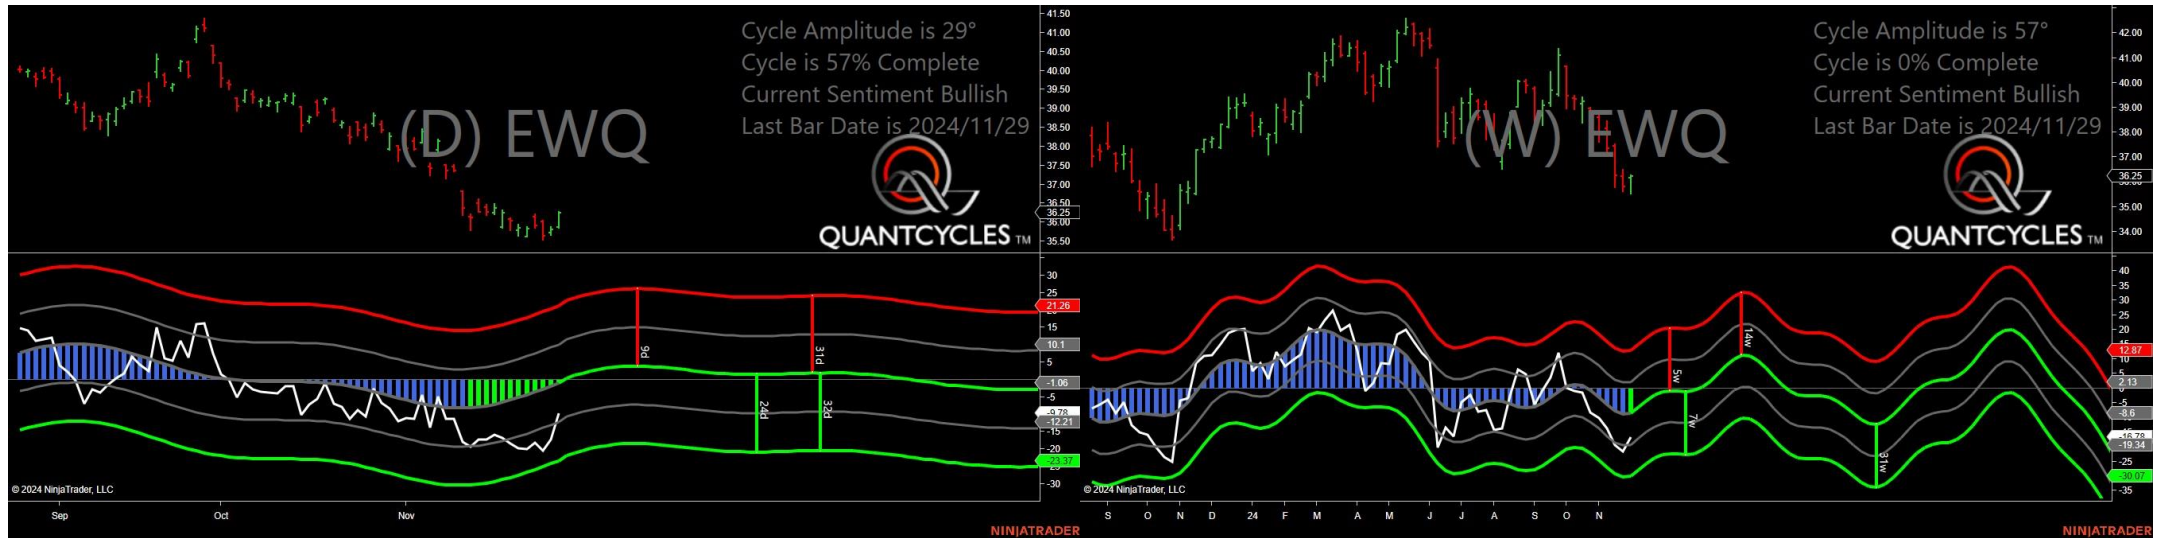 Cycle Amplitude is 29°
Cycle is 57% Complete
Current Sentiment Bullish
Last Bar Date is 2024/11/29
(D) EWQ
QUANTCYCLES TM
41.50
41.00
40.50
40.00
39.50
39.00
38.50
38.00
37.50
37.00
36.50
36.25
36.00
35.50
30
25
21.26
15
10.1
5
-1.06
-5
-9.78
-12.21
-15
-20
-23.37
-30
9d
24d
31d
32d
© 2024 NinjaTrader, LLC
Sep Oct Nov
NINJATRADER
Cycle Amplitude is 57°
Cycle is 0% Complete
Current Sentiment Bullish
Last Bar Date is 2024/11/29
(W) EWQ
QUANTCYCLES TM
42.00
41.00
40.00
39.00
38.00
37.00
36.25
35.00
34.00
40
35
30
25
20
12.87
5
2.13
-5
-8.6
-16.78
-19.34
-25
-30.07
-35
5w
7w
14w
31w
© 2024 NinjaTrader, LLC
S O N D 24 F M A M J J A S O N
NINJATRADER